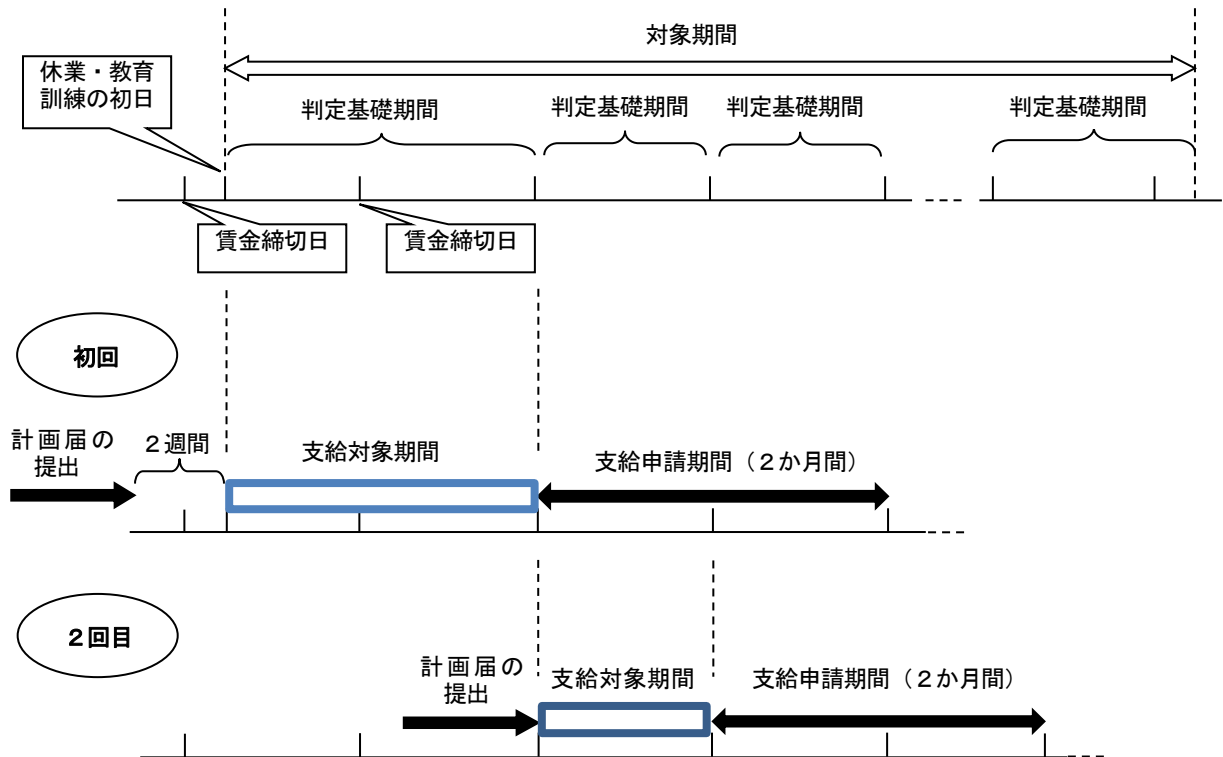 対象期間
休業・教育
訓練の初日
判定基礎期間
判定基礎期間
判定基礎期間
判定基礎期間
賃金締切日
賃金締切日
初回
計画届の
提出
２週間
支給対象期間
支給申請期間（２か月間）
２回目
計画届の
提出
支給対象期間
支給申請期間（２か月間）